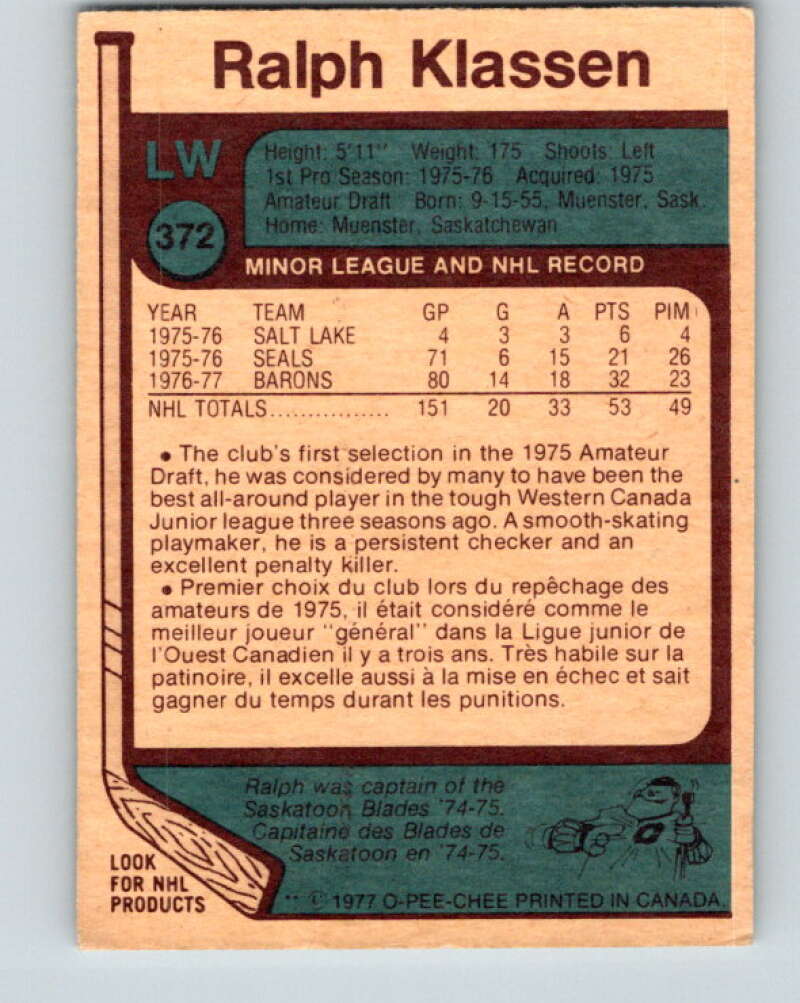 Ralph Klassen
LW
372
Height: 5'11" Weight: 175 Shoots: Left
1st Pro Season: 1975-76 Acquired: 1975
Amateur Draft Born: 9-15-55, Muenster, Sask.
Home: Muenster, Saskatchewan
MINOR LEAGUE AND NHL RECORD
YEAR TEAM GP G A PTS PIM
1975-76 SALT LAKE 4 3 3 6 4
1975-76 SEALS 71 6 15 21 26
1976-77 BARONS 80 14 18 32 23
NHL TOTALS................ 151 20 33 53 49
• The club's first selection in the 1975 Amateur
Draft, he was considered by many to have been the
best all-around player in the tough Western Canada
Junior league three seasons ago. A smooth-skating
playmaker, he is a persistent checker and an
excellent penalty killer.
• Premier choix du club lors du repêchage des
amateurs de 1975, il était considéré comme le
meilleur joueur "général" dans la Ligue junior de
l'Ouest Canadien il y a trois ans. Très habile sur la
patinoire, il excelle aussi à la mise en échec et sait
gagner du temps durant les punitions.
Ralph was captain of the
Saskatoon Blades '74-75.
Capitaine des Blades de
Saskatoon en '74-75.
C
LOOK
FOR NHL
PRODUCTS
** © 1977 O-PEE-CHEE PRINTED IN CANADA.